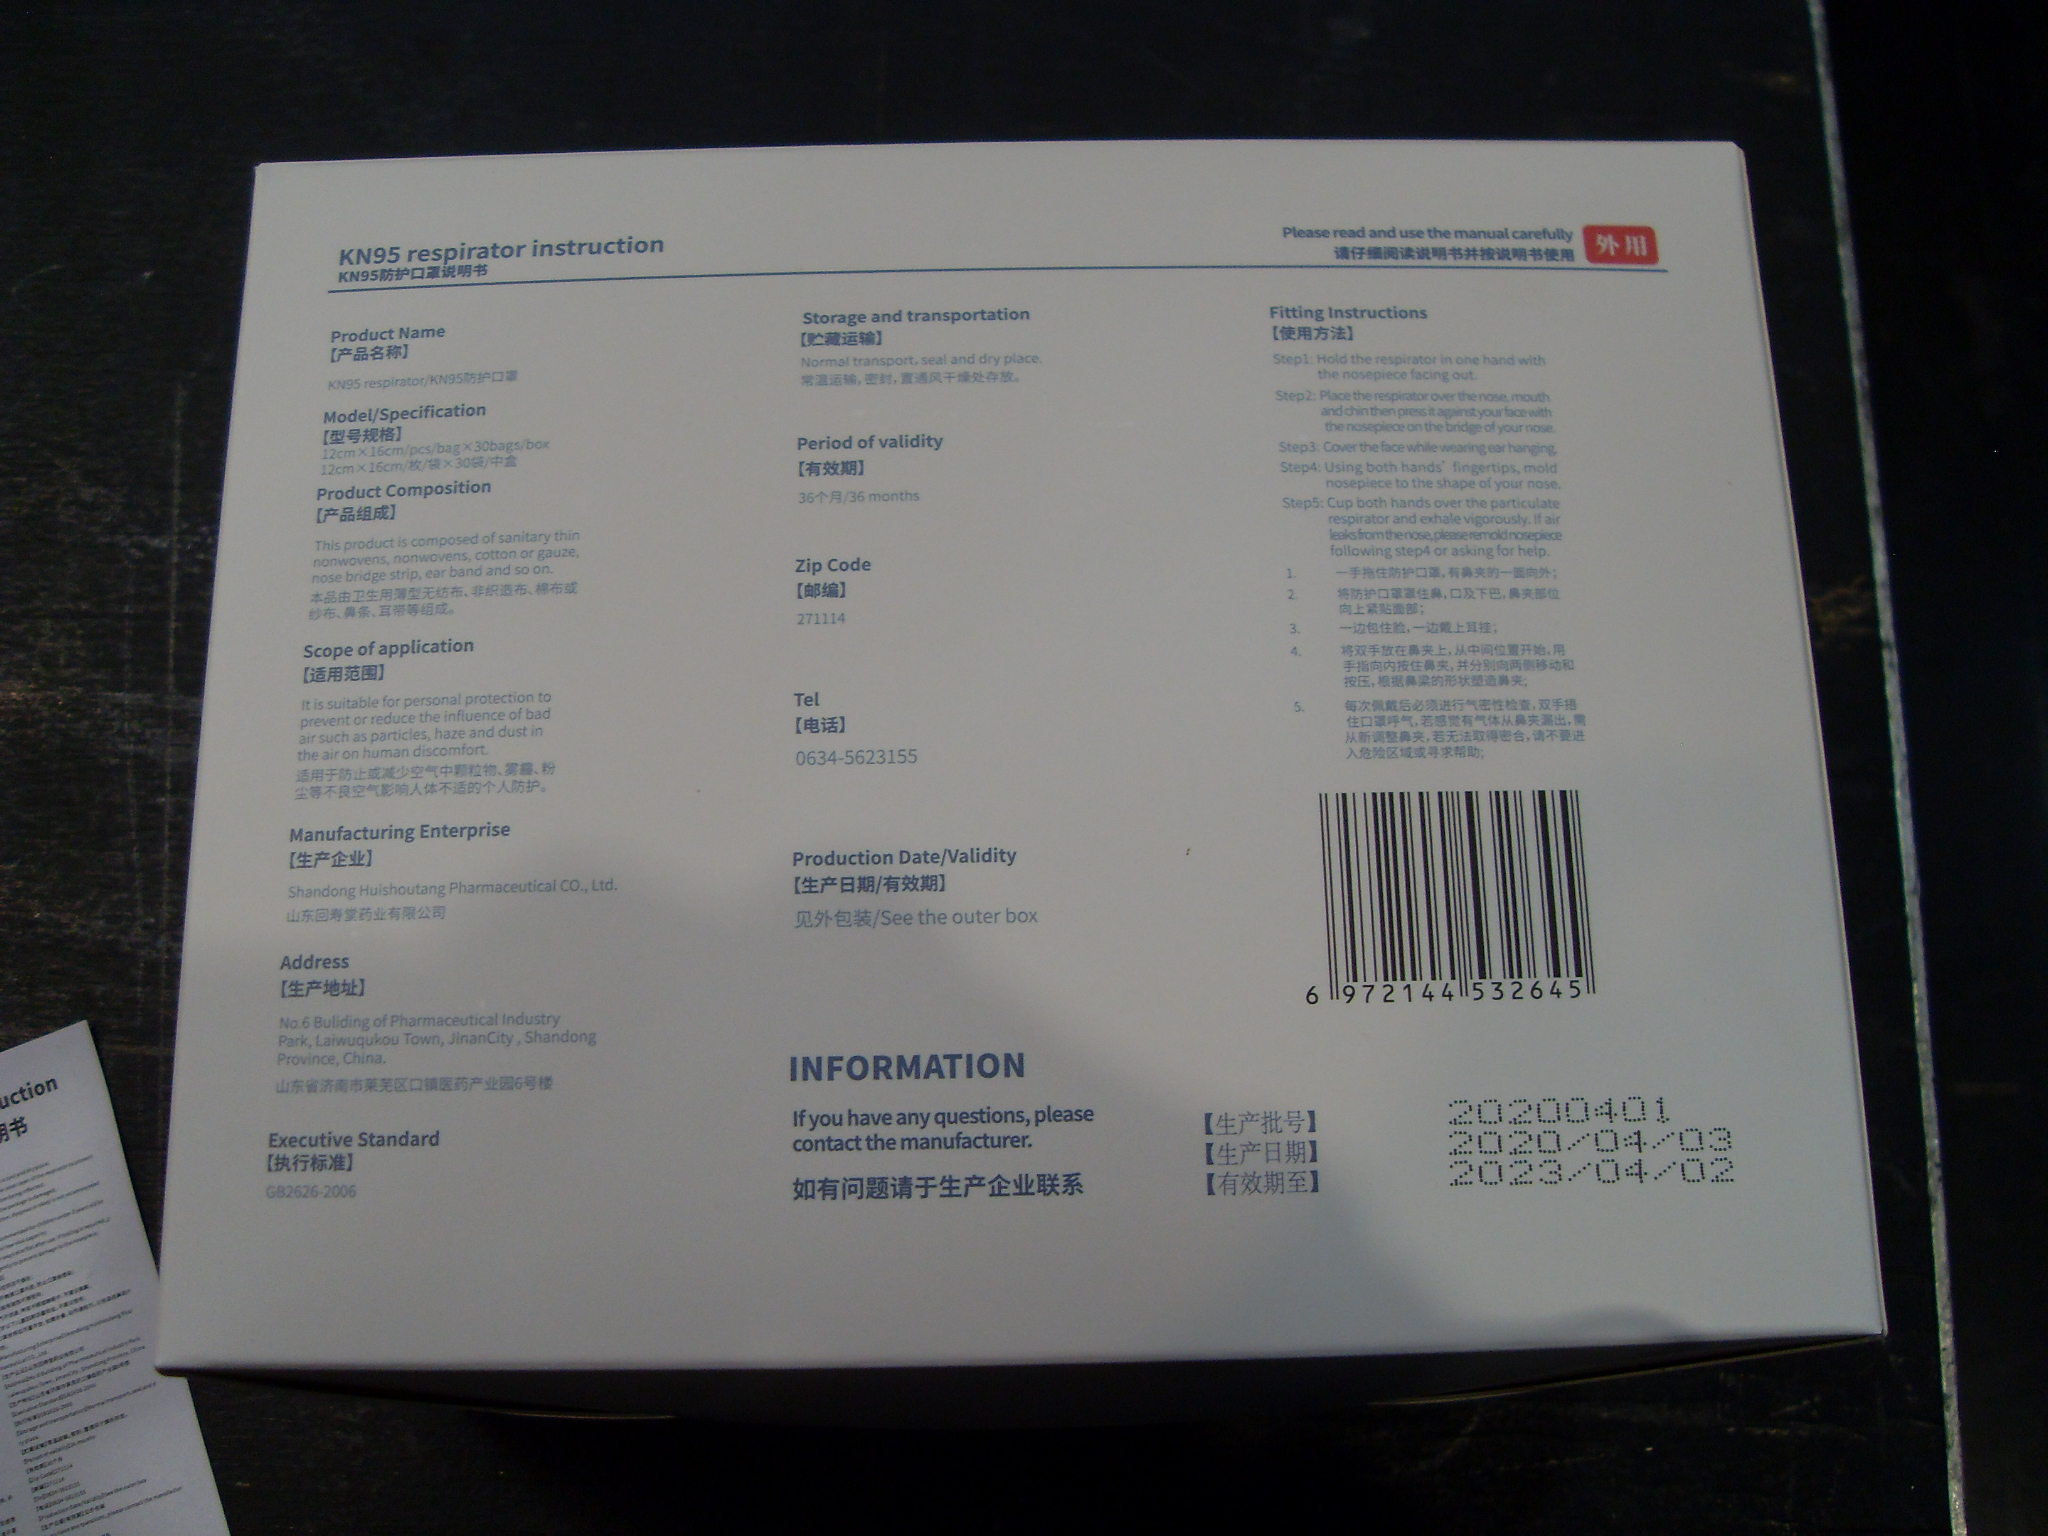 KN95 respirator instruction
KN95防护口罩说明书
Please read and use the manual carefully
请仔细阅读说明书并按说明书使用
外用
Product Name
【产品名称】
KN95 respirator/KN95防护口罩
Model/Specification
【型号规格】
12cm×16cm/pcs/bag×30bags/box
12cm×16cm/枚/袋×30袋/中盒
Product Composition
【产品组成】
This product is composed of sanitary thin
nonwovens, nonwovens, cotton or gauze,
nose bridge strip, ear band and so on.
本品由卫生用薄型无纺布、非织造布、棉布或
纱布、鼻条、耳带等组成。
Scope of application
【适用范围】
It is suitable for personal protection to
prevent or reduce the influence of bad
air such as particles, haze and dust in
the air on human discomfort.
适用于防止或减少空气中颗粒物、雾霾、粉
尘等不良空气影响人体不适的个人防护。
Manufacturing Enterprise
【生产企业】
Shandong Huishoutang Pharmaceutical CO., Ltd.
山东回寿堂药业有限公司
Address
【生产地址】
No.6 Buliding of Pharmaceutical Industry
Park, Laiwuqukou Town, JinanCity , Shandong
Province, China.
山东省济南市莱芜区口镇医药产业园6号楼
Executive Standard
【执行标准】
GB2626-2006
Storage and transportation
【贮藏运输】
Normal transport, seal and dry place.
常温运输,密封,置通风干燥处存放。
Period of validity
【有效期】
36个月/36 months
Zip Code
【邮编】
271114
Tel
【电话】
0634-5623155
Production Date/Validity
【生产日期/有效期】
见外包装/See the outer box
INFORMATION
If you have any questions, please
contact the manufacturer.
如有问题请于生产企业联系
Fitting Instructions
【使用方法】
Step1: Hold the respirator in one hand with
the nosepiece facing out.
Step2: Place the respirator over the nose, mouth
and chin then press it against your face with
the nosepiece on the bridge of your nose.
Step3: Cover the face while wearing ear hanging.
Step4: Using both hands' fingertips, mold
nosepiece to the shape of your nose.
Step5: Cup both hands over the particulate
respirator and exhale vigorously. If air
leaks from the nose, please remold nosepiece
following step4 or asking for help.
1. 一手拖住防护口罩,有鼻夹的一面向外;
2. 将防护口罩罩住鼻,口及下巴,鼻夹部位
向上紧贴面部;
3. 一边包住脸,一边戴上耳挂;
4. 将双手放在鼻夹上,从中间位置开始,用
手指向内按住鼻夹,并分别向两侧移动和
按压,根据鼻梁的形状塑造鼻夹;
5. 每次佩戴后必须进行气密性检查,双手捂
住口罩呼气,若感觉有气体从鼻夹漏出,需
从新调整鼻夹,若无法取得密合,请不要进
入危险区域或寻求帮助;
6 972144 532645
【生产批号】 20200401
【生产日期】 2020/04/03
【有效期至】 2023/04/02
uction
明书